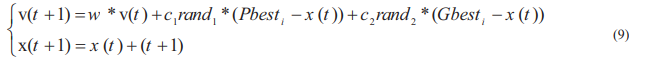 v(t+1)=w*v(t)+c₁rand₁*(Pbestᵢ−x(t))+c₂rand₂*(Gbestᵢ−x(t))
x(t+1)=x(t)+(t+1)
(9)